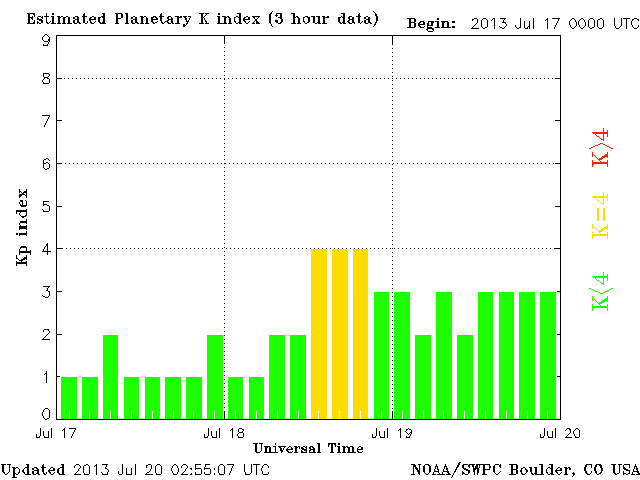 Estimated Planetary K index (3 hour data) Begin: 2013 Jul 17 0000 UTC
9
8
7
6
5
4
3
2
1
0
Kp index
K>4
K=4
K<4
Jul 17 Jul 18 Jul 19 Jul 20
Universal Time
Updated 2013 Jul 20 02:55:07 UTC NOAA/SWPC Boulder, CO USA